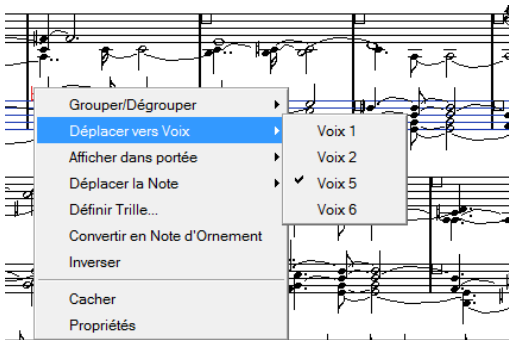 Grouper/Dégrouper
Déplacer vers Voix
Afficher dans portée
Déplacer la Note
Définir Trille...
Convertir en Note d'Ornement
Inverser
Cacher
Propriétés
Voix 1
Voix 2
Voix 5
Voix 6